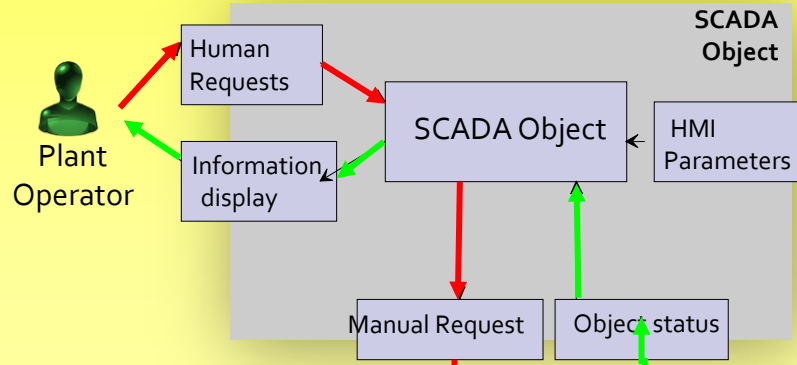 SCADA
Object
Human
Requests
SCADA Object
HMI
Parameters
Plant
Operator
Information
display
Manual Request
Object status